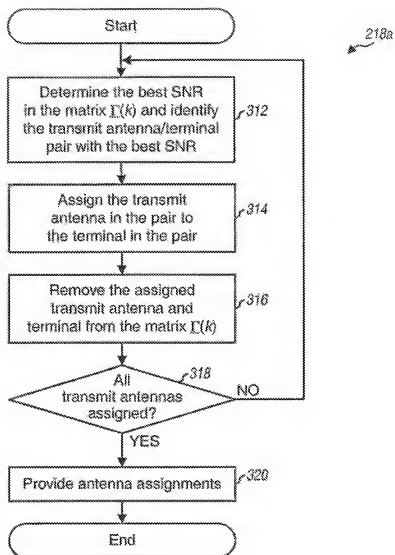 Start
218a
Determine the best SNR
in the matrix Γ(k) and identify
the transmit antenna/terminal
pair with the best SNR
312
Assign the transmit
antenna in the pair to
the terminal in the pair
314
Remove the assigned
transmit antenna and
terminal from the matrix Γ(k)
316
318
All
transmit antennas
assigned?
NO
YES
Provide antenna assignments
320
End